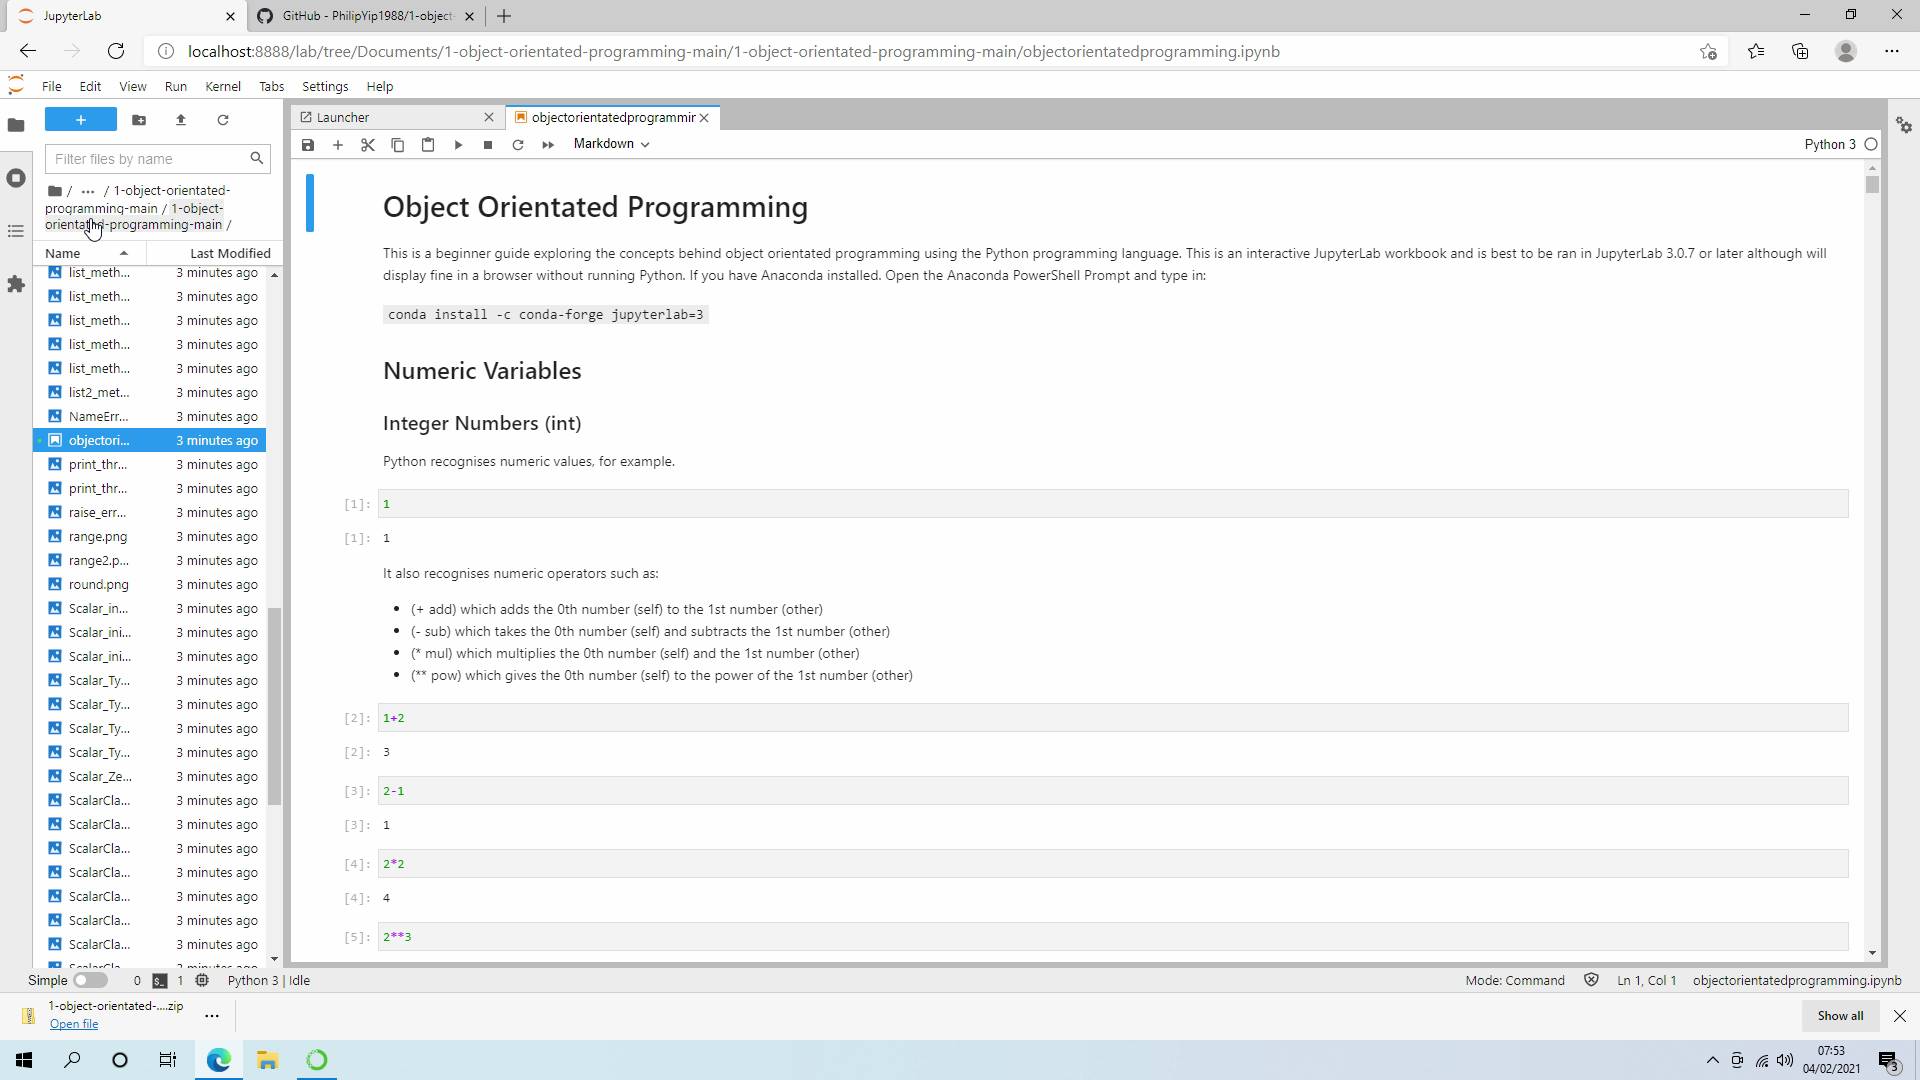 JupyterLab
GitHub - PhilipYip1988/1-object-
localhost:8888/lab/tree/Documents/1-object-orientated-programming-main/1-object-orientated-programming-main/objectorientatedprogramming.ipynb
File Edit View Run Kernel Tabs Settings Help
Launcher
objectorientatedprogrammir
Markdown
Python 3
Filter files by name
/ ··· / 1-object-orientated-
programming-main / 1-object-
orientated-programming-main /
Name Last Modified
list_meth... 3 minutes ago
list_meth... 3 minutes ago
list_meth... 3 minutes ago
list_meth... 3 minutes ago
list_meth... 3 minutes ago
list2_met... 3 minutes ago
NameErr... 3 minutes ago
objectori... 3 minutes ago
print_thr... 3 minutes ago
print_thr... 3 minutes ago
raise_err... 3 minutes ago
range.png 3 minutes ago
range2.p... 3 minutes ago
round.png 3 minutes ago
Scalar_in... 3 minutes ago
Scalar_ini... 3 minutes ago
Scalar_ini... 3 minutes ago
Scalar_Ty... 3 minutes ago
Scalar_Ty... 3 minutes ago
Scalar_Ty... 3 minutes ago
Scalar_Ty... 3 minutes ago
Scalar_Ze... 3 minutes ago
ScalarCla... 3 minutes ago
ScalarCla... 3 minutes ago
ScalarCla... 3 minutes ago
ScalarCla... 3 minutes ago
ScalarCla... 3 minutes ago
ScalarCla... 3 minutes ago
ScalarCla... 3 minutes ago
ScalarCla... 3 minutes ago
Object Orientated Programming
This is a beginner guide exploring the concepts behind object orientated programming using the Python programming language. This is an interactive JupyterLab workbook and is best to be ran in JupyterLab 3.0.7 or later although will
display fine in a browser without running Python. If you have Anaconda installed. Open the Anaconda PowerShell Prompt and type in:
conda install -c conda-forge jupyterlab=3
Numeric Variables
Integer Numbers (int)
Python recognises numeric values, for example.
[1]: 1
[1]: 1
It also recognises numeric operators such as:
• (+ add) which adds the 0th number (self) to the 1st number (other)
• (- sub) which takes the 0th number (self) and subtracts the 1st number (other)
• (* mul) which multiplies the 0th number (self) and the 1st number (other)
• (** pow) which gives the 0th number (self) to the power of the 1st number (other)
[2]: 1+2
[2]: 3
[3]: 2-1
[3]: 1
[4]: 2*2
[4]: 4
[5]: 2**3
Simple 0 $_ 1 Python 3 | Idle
Mode: Command Ln 1, Col 1 objectorientatedprogramming.ipynb
1-object-orientated-....zip
Open file
Show all
07:53
04/02/2021
3